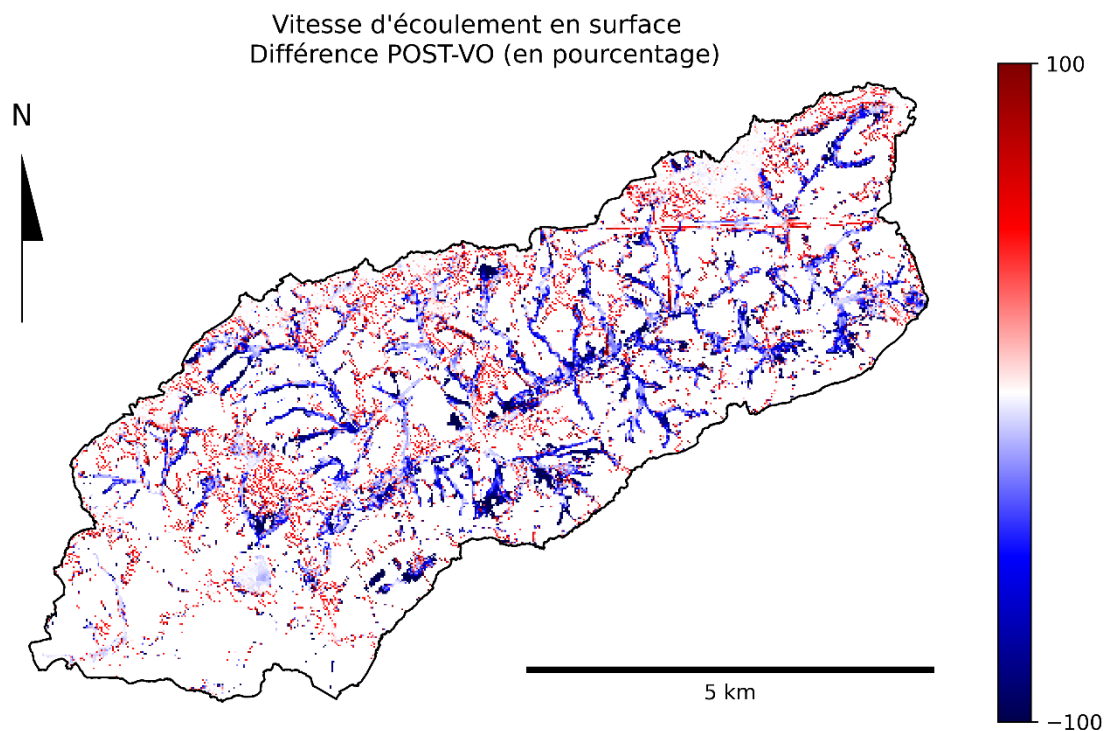 Vitesse d'écoulement en surface
Différence POST-VO (en pourcentage)
100
N
5 km
−100